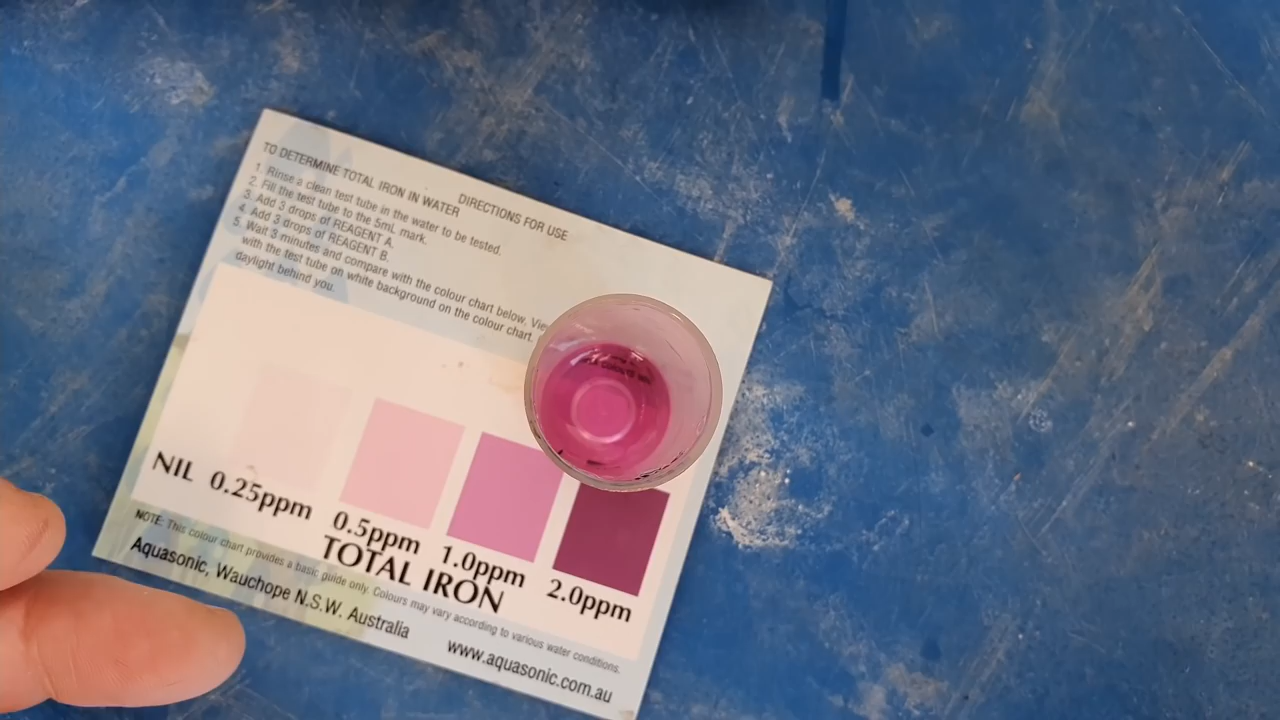 DIRECTIONS FOR USE
TO DETERMINE TOTAL IRON IN WATER
1. Rinse a clean test tube in the water to be tested.
2. Fill the test tube to the 5mL mark.
3. Add 3 drops of REAGENT A.
4. Add 3 drops of REAGENT B.
5. Wait 3 minutes and compare with the colour chart below. Vie
with the test tube on white background on the colour chart.
daylight behind you.
NIL 0.25ppm 0.5ppm 1.0ppm 2.0ppm
TOTAL IRON
NOTE: This colour chart provides a basic guide only. Colours may vary according to various water conditions.
Aquasonic, Wauchope N.S.W. Australia
www.aquasonic.com.au